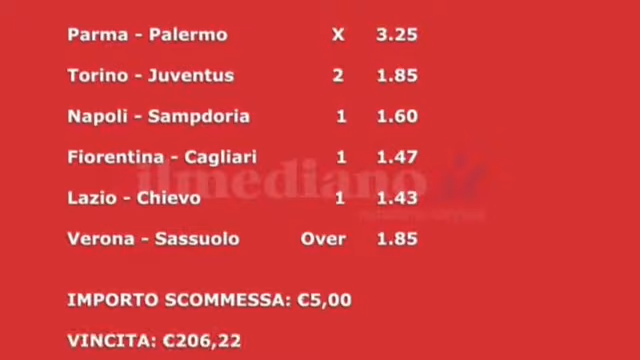 Parma - Palermo X 3.25
Torino - Juventus 2 1.85
Napoli - Sampdoria 1 1.60
Fiorentina - Cagliari 1 1.47
ilmediano.it
Lazio - Chievo 1 1.43
Verona - Sassuolo Over 1.85
IMPORTO SCOMMESSA: €5,00
VINCITA: €206,22